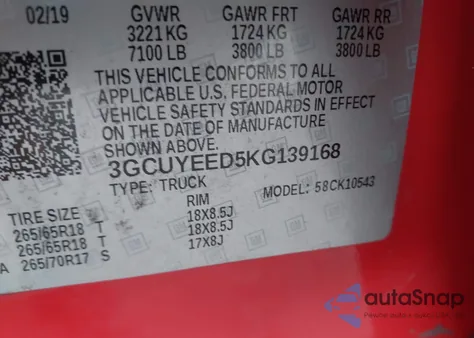 02/19 GVWR GAWR FRT GAWR RR
3221 KG 1724 KG 1724 KG
7100 LB 3800 LB 3800 LB
THIS VEHICLE CONFORMS TO ALL
APPLICABLE U.S. FEDERAL MOTOR
VEHICLE SAFETY STANDARDS IN EFFECT
ON THE DATE OF MANUFACTURE
SHOWN ABOVE.
3GCUYEED5KG139168
TYPE: TRUCK MODEL: 58CK10543
TIRE SIZE RIM
265/65R18 T 18X8.5J
265/65R18 T 18X8.5J
A 265/70R17 S 17X8J
autaSnap